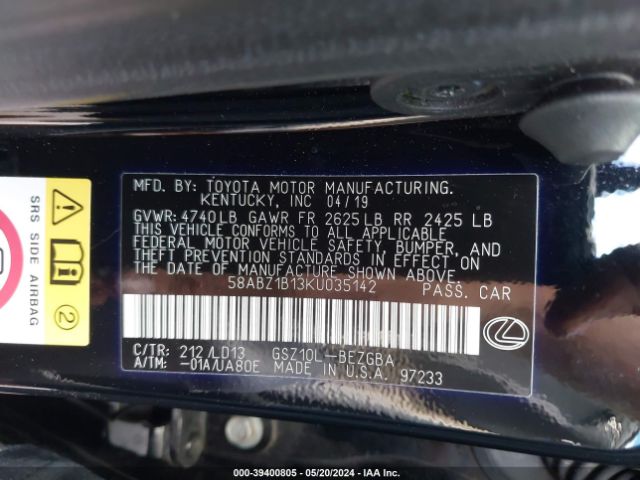 MFD. BY: TOYOTA MOTOR MANUFACTURING.
KENTUCKY, INC 04/19
GVWR: 4740LB GAWR FR 2625LB RR 2425 LB
THIS VEHICLE CONFORMS TO ALL APPLICABLE
FEDERAL MOTOR VEHICLE SAFETY, BUMPER, AND
THEFT PREVENTION STANDARDS IN EFFECT ON
THE DATE OF MANUFACTURE SHOWN ABOVE
58ABZ1B13KU035142 PASS. CAR
C/TR: 212/LD13 GSZ10L-BEZGBA
A/TM: -01A/UA80E MADE IN U.S.A. 97233
SRS SIDE AIRBAG
2
000-39400805 - 05/20/2024 - IAA Inc.